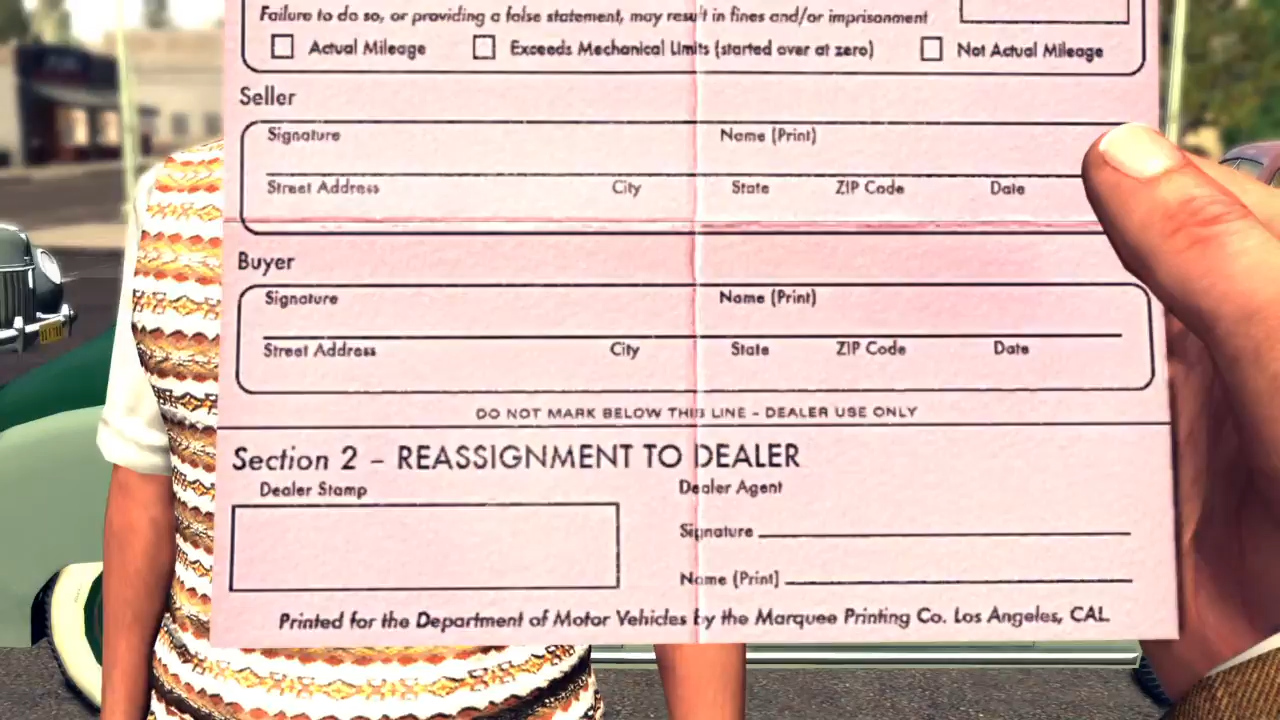 Failure to do so, or providing a false statement, may result in fines and/or imprisonment
Actual Mileage Exceeds Mechanical Limits (started over at zero) Not Actual Mileage
Seller
Signature Name (Print)
Street Address City State ZIP Code Date
Buyer
Signature Name (Print)
Street Address City State ZIP Code Date
DO NOT MARK BELOW THIS LINE - DEALER USE ONLY
Section 2 - REASSIGNMENT TO DEALER
Dealer Stamp Dealer Agent
Signature
Name (Print)
Printed for the Department of Motor Vehicles by the Marquee Printing Co. Los Angeles, CAL